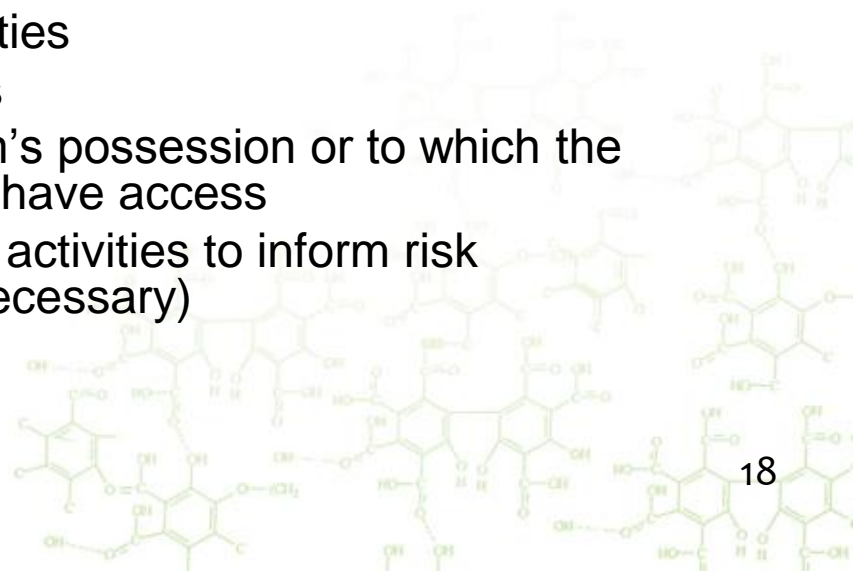 ties
s
n's possession or to which the
have access
activities to inform risk
ecessary)
18